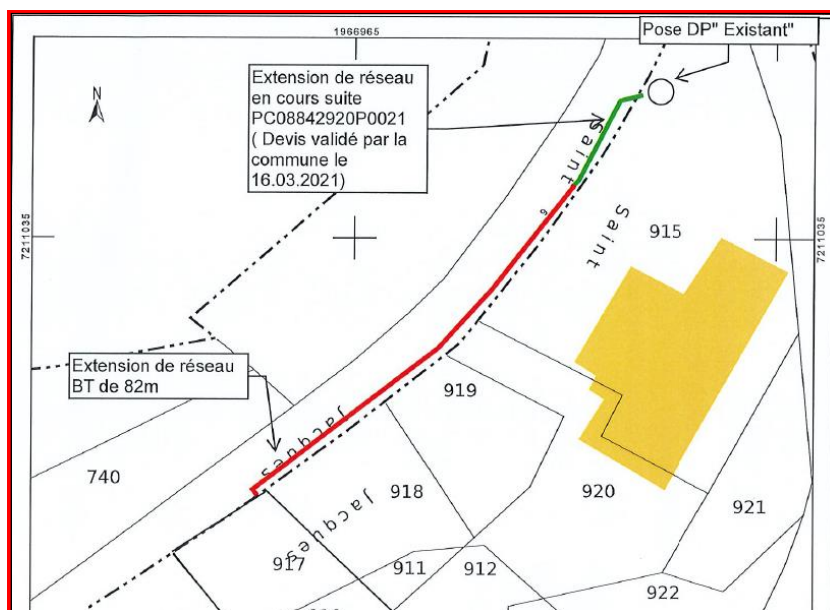 Pose DP" Existant"
1966965
Extension de réseau
en cours suite
PC08842920P0021
( Devis validé par la
commune le
16.03.2021)
N
Saint
6
Saint
915
7211035
7211035
Extension de réseau
BT de 82m
919
Jacques
740
918
Jacques
920
921
917
911
912
922